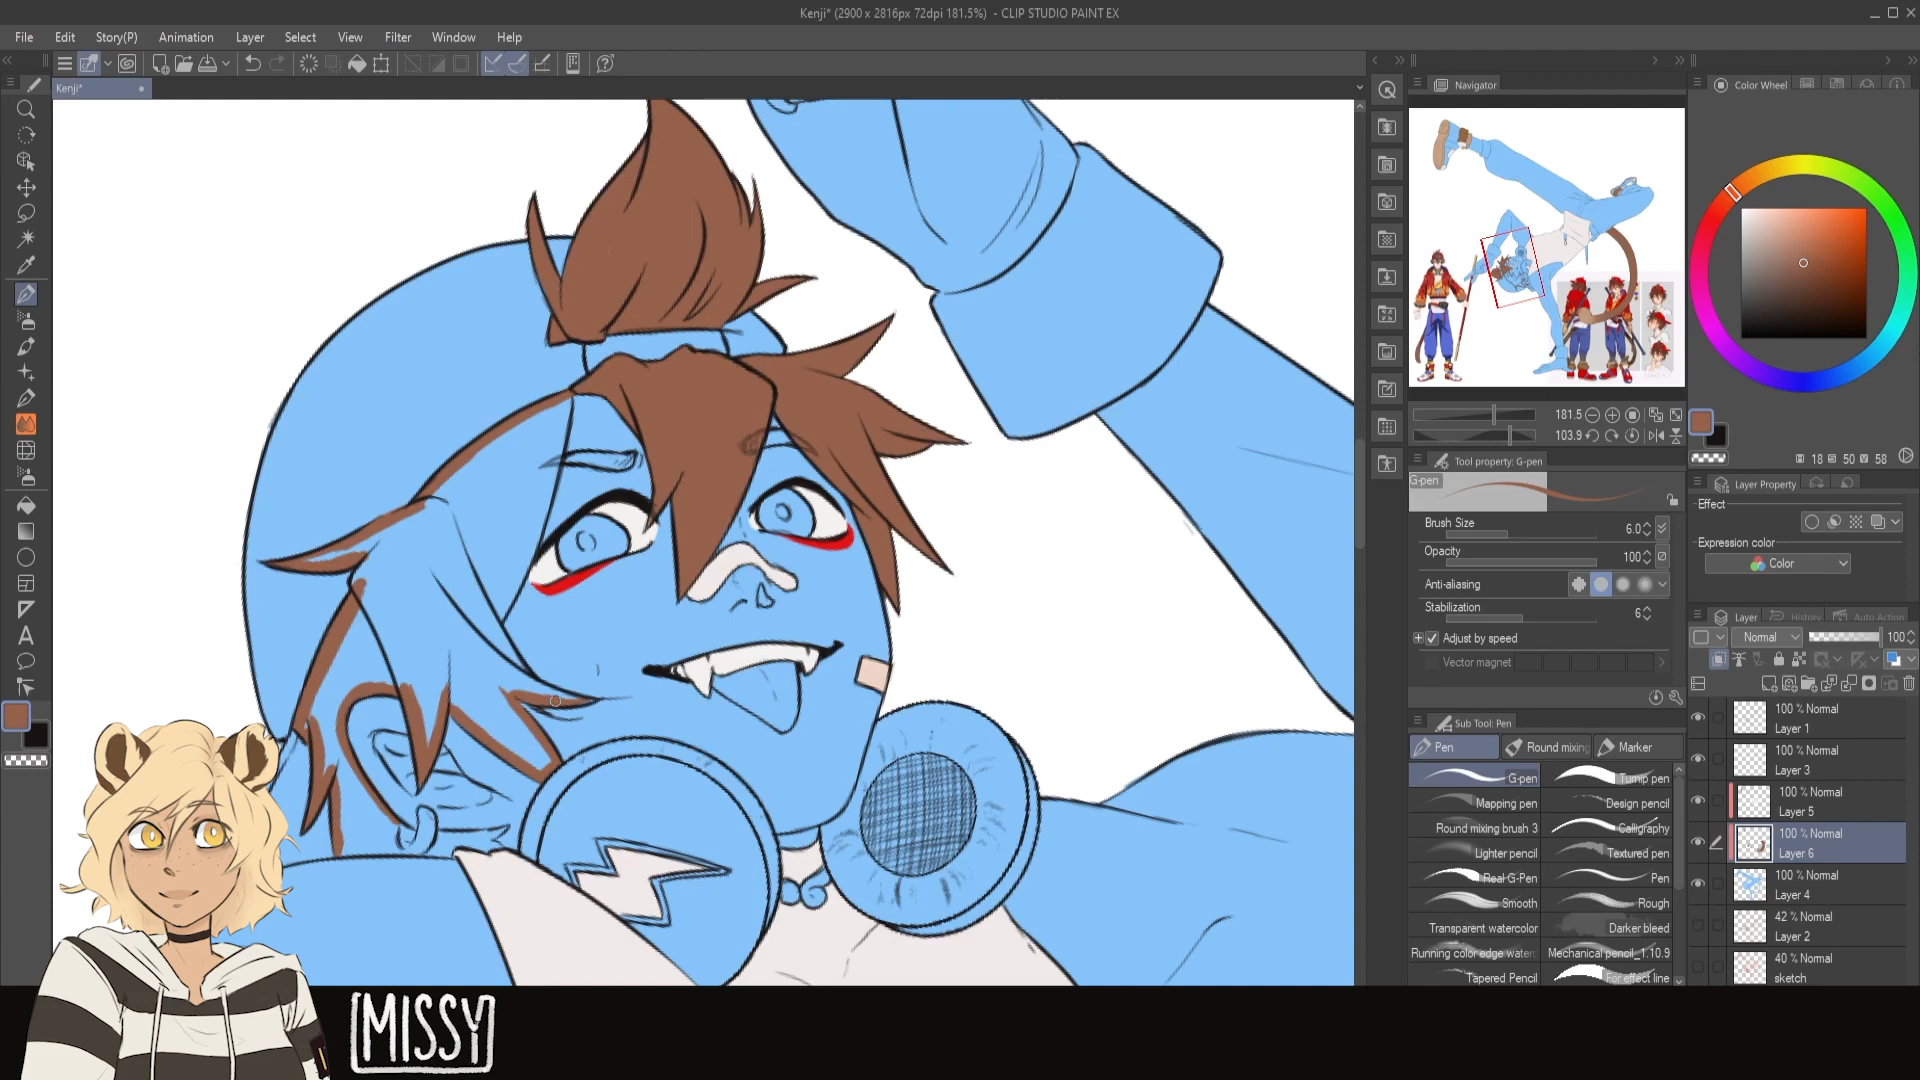 Kenji* (2900 x 2816px 72dpi 181.5%) - CLIP STUDIO PAINT EX
File Edit Story(P) Animation Layer Select View Filter Window Help
Kenji*
Navigator
181.5
103.9
Tool property: G-pen
G-pen
Brush Size 6.0
Opacity 100
Anti-aliasing
Stabilization 6
Adjust by speed
Vector magnet
Sub Tool: Pen
Pen Round mixing Marker
G-pen Turnip pen
Mapping pen Design pencil
Round mixing brush 3 Calligraphy
Lighter pencil Textured pen
Real G-Pen Pen
Smooth Rough
Transparent watercolor Darker bleed
Running color edge water Mechanical pencil_1.10.9
Tapered Pencil For effect line
Color Wheel
18 50 58
Layer Property
Effect
Expression color
Color
Layer History Auto Action
Normal 100
100 % Normal
Layer 1
100 % Normal
Layer 3
100 % Normal
Layer 5
100 % Normal
Layer 6
100 % Normal
Layer 4
42 % Normal
Layer 2
40 % Normal
sketch
MISSY